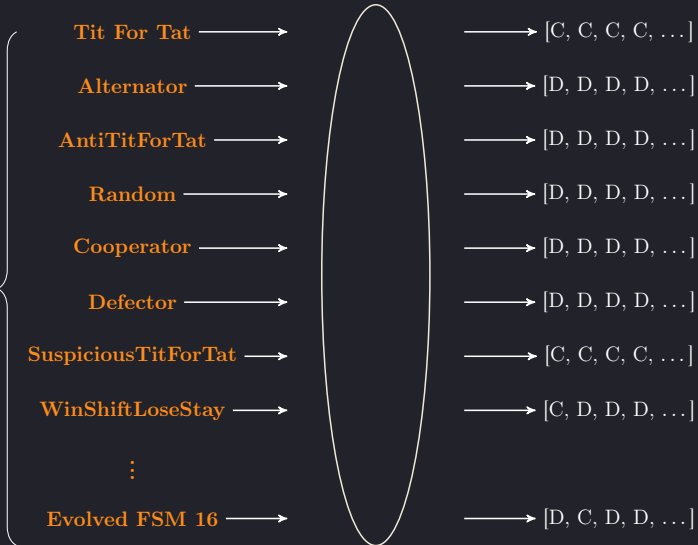 Tit For Tat [C, C, C, C, ...]
Alternator [D, D, D, D, ...]
AntiTitForTat [D, D, D, D, ...]
Random [D, D, D, D, ...]
Cooperator [D, D, D, D, ...]
Defector [D, D, D, D, ...]
SuspiciousTitForTat [C, C, C, C, ...]
WinShiftLoseStay [C, D, D, D, ...]
⋮
Evolved FSM 16 [D, C, D, D, ...]